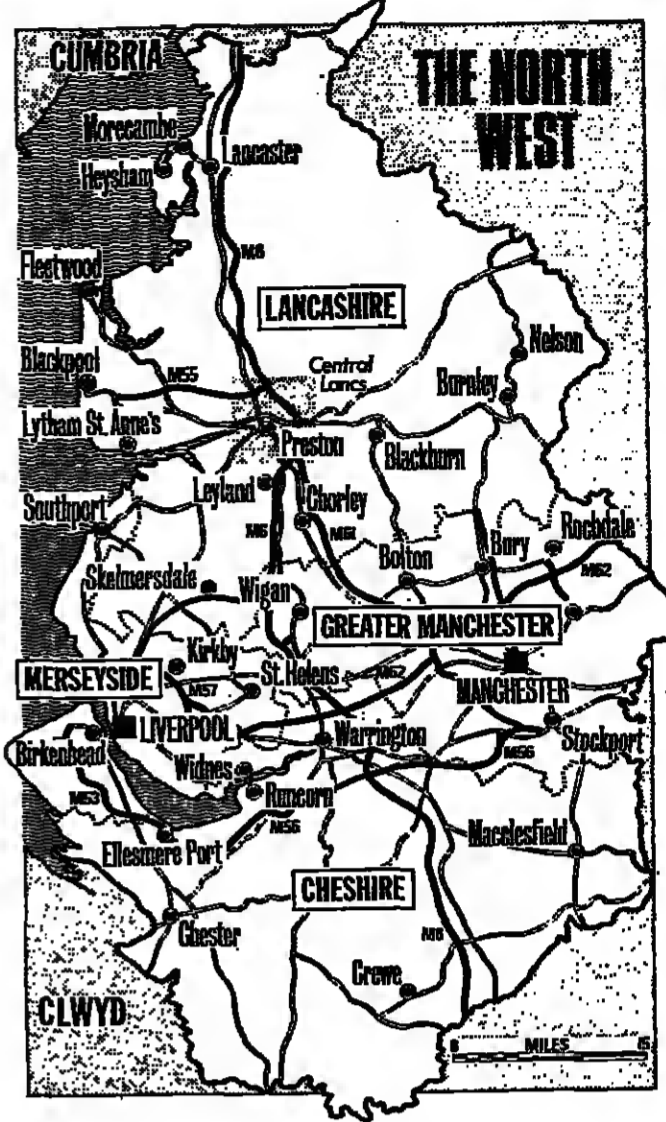 CUMBRIA
THE NORTH
WEST
Morecambe
Lancaster
Heysham
Fleetwood
M6
LANCASHIRE
Central
Lancs
Nelson
Blackpool
M55
Burnley
Lytham St. Anne's
Preston
Blackburn
Leyland
Chorley
Southport
M6
M61
Bolton
Bury
Rochdale
M62
Skelmersdale
Wigan
GREATER MANCHESTER
Kirkby
MERSEYSIDE
St. Helens
M62
M57
MANCHESTER
LIVERPOOL
Warrington
Stockport
Birkenhead
M56
Widnes
M53
Runcorn
M56
Ellesmere Port
Macclesfield
CHESHIRE
Chester
M6
Crewe
CLWYD
MILES
15